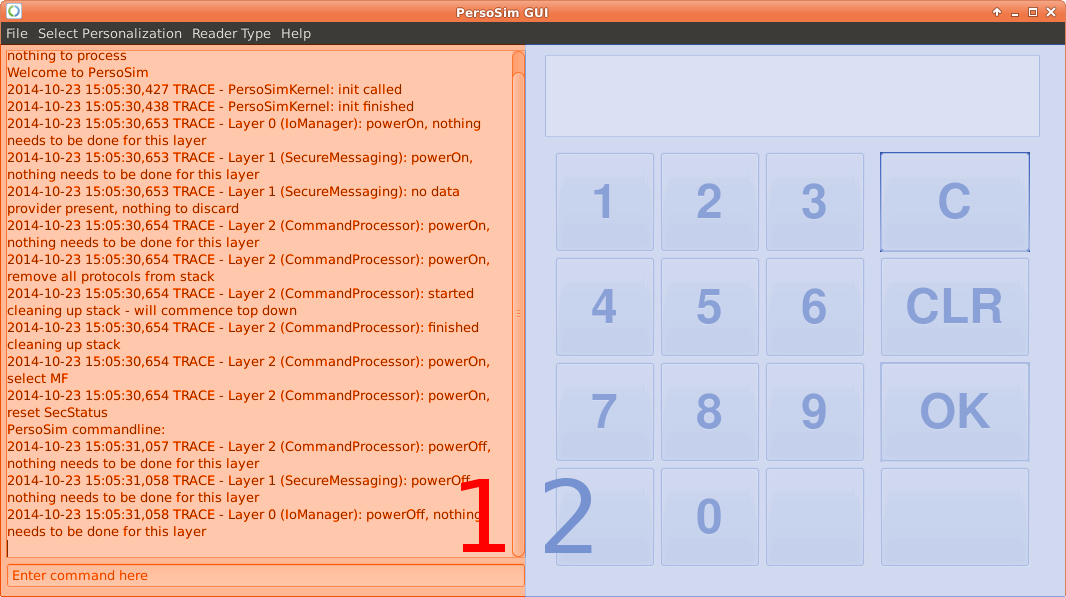 PersoSim GUI
File Select Personalization Reader Type Help
nothing to process
Welcome to PersoSim
2014-10-23 15:05:30,427 TRACE - PersoSimKernel: init called
2014-10-23 15:05:30,438 TRACE - PersoSimKernel: init finished
2014-10-23 15:05:30,653 TRACE - Layer 0 (IoManager): powerOn, nothing
needs to be done for this layer
2014-10-23 15:05:30,653 TRACE - Layer 1 (SecureMessaging): powerOn,
nothing needs to be done for this layer
2014-10-23 15:05:30,653 TRACE - Layer 1 (SecureMessaging): no data
provider present, nothing to discard
2014-10-23 15:05:30,654 TRACE - Layer 2 (CommandProcessor): powerOn,
nothing needs to be done for this layer
2014-10-23 15:05:30,654 TRACE - Layer 2 (CommandProcessor): powerOn,
remove all protocols from stack
2014-10-23 15:05:30,654 TRACE - Layer 2 (CommandProcessor): started
cleaning up stack - will commence top down
2014-10-23 15:05:30,654 TRACE - Layer 2 (CommandProcessor): finished
cleaning up stack
2014-10-23 15:05:30,654 TRACE - Layer 2 (CommandProcessor): powerOn,
select MF
2014-10-23 15:05:30,654 TRACE - Layer 2 (CommandProcessor): powerOn,
reset SecStatus
PersoSim commandline:
2014-10-23 15:05:31,057 TRACE - Layer 2 (CommandProcessor): powerOff,
nothing needs to be done for this layer
2014-10-23 15:05:31,058 TRACE - Layer 1 (SecureMessaging): powerOff,
nothing needs to be done for this layer
2014-10-23 15:05:31,058 TRACE - Layer 0 (IoManager): powerOff, nothing
needs to be done for this layer
1
Enter command here
1 2 3 C
4 5 6 CLR
7 8 9 OK
2 0